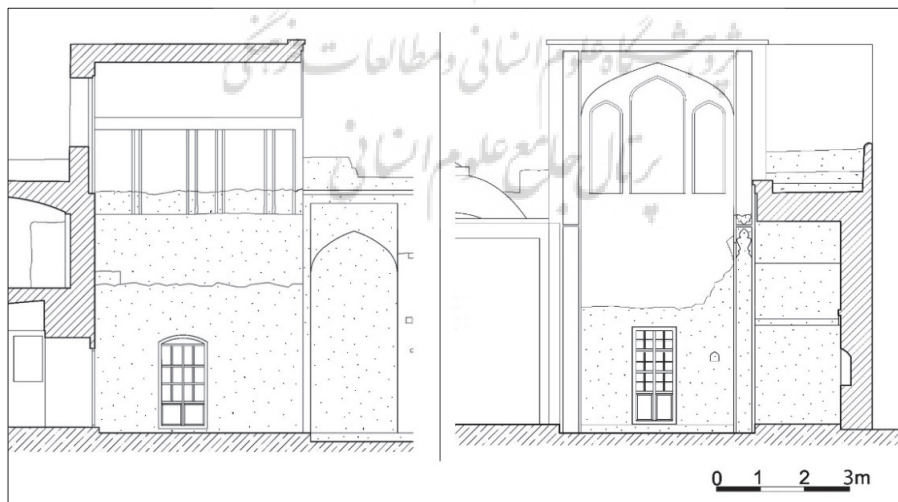 پژوهشگاه علوم انسانی و مطالعات فرهنگی
پرتال جامع علوم انسانی
0 1 2 3m